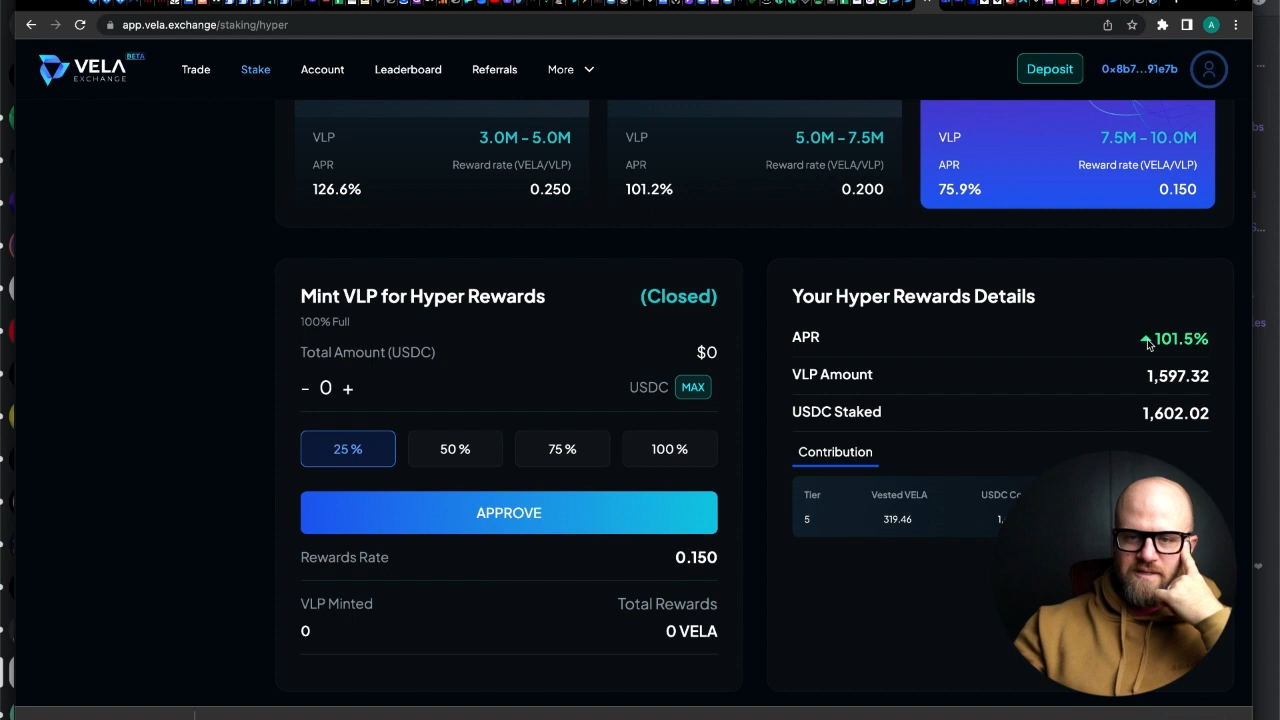 app.vela.exchange/staking/hyper
A
VELA BETA
EXCHANGE
Trade
Stake
Account
Leaderboard
Referrals
More
Deposit
0x8b7...91e7b
VLP 3.0M - 5.0M
APR Reward rate (VELA/VLP)
126.6% 0.250
VLP 5.0M - 7.5M
APR Reward rate (VELA/VLP)
101.2% 0.200
VLP 7.5M - 10.0M
APR Reward rate (VELA/VLP)
75.9% 0.150
Mint VLP for Hyper Rewards (Closed)
100% Full
Total Amount (USDC) $0
- 0 + USDC MAX
25 % 50 % 75 % 100 %
APPROVE
Rewards Rate 0.150
VLP Minted Total Rewards
0 0 VELA
Your Hyper Rewards Details
APR 101.5%
VLP Amount 1,597.32
USDC Staked 1,602.02
Contribution
Tier Vested VELA USDC
5 319.46